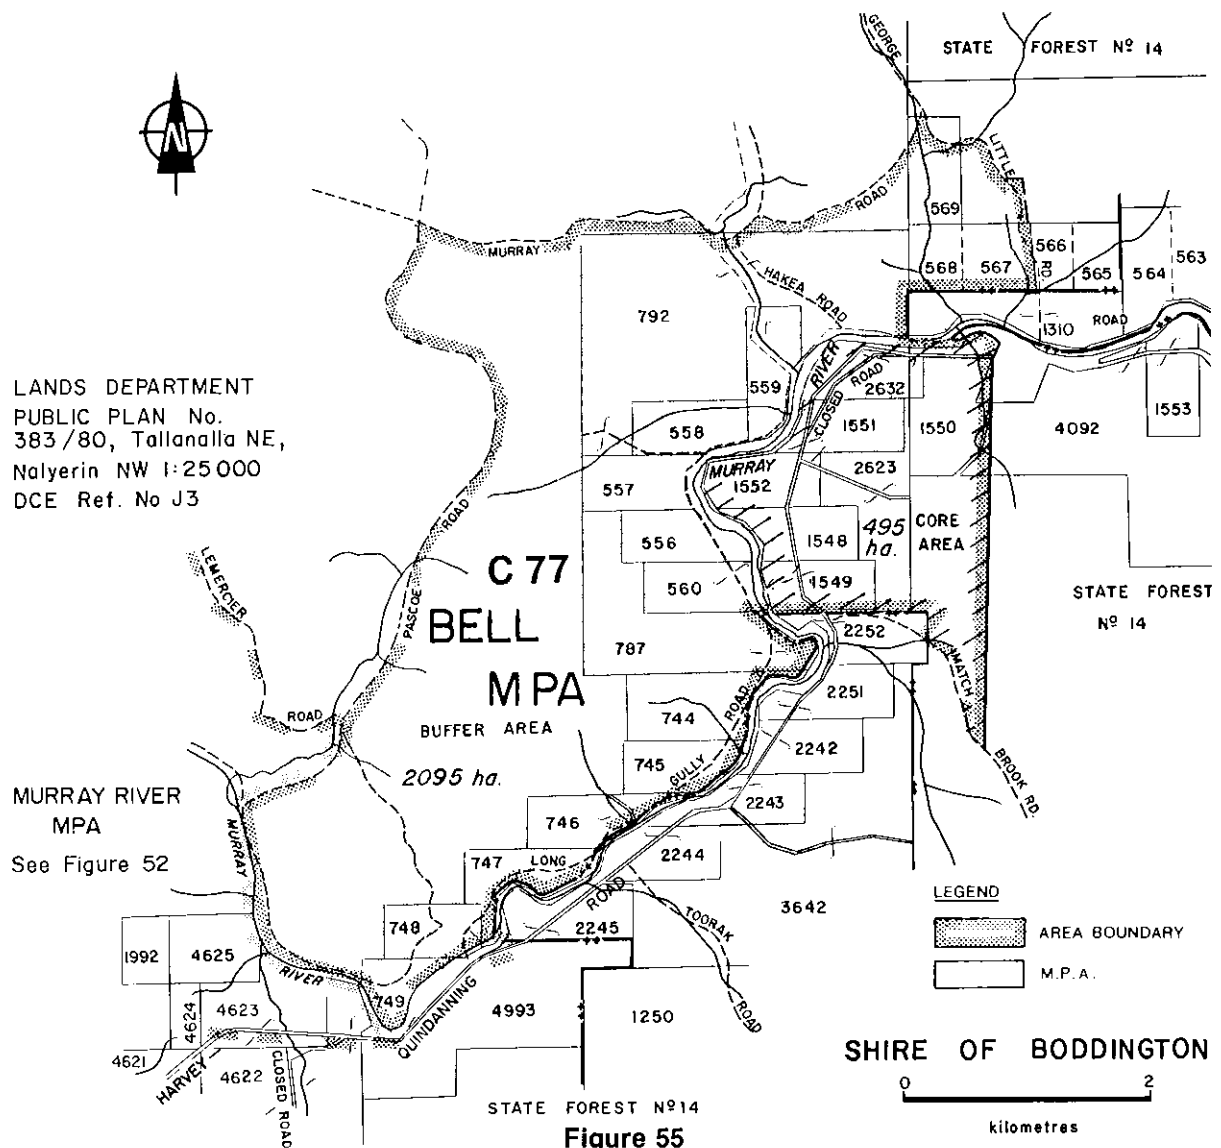 GEORGE
STATE FOREST Nº 14
N
LITTLE
ROAD
569
MURRAY
566
563
568
567
RD
565
564
HAKEA ROAD
792
1310
ROAD
LANDS DEPARTMENT
PUBLIC PLAN No.
383/80, Tallanalla NE,
Nalyerin NW 1:25000
DCE Ref. No J3
RIVER
559
2632
CLOSED ROAD
1553
558
1551
1550
4092
MURRAY
1552
2623
557
495
ha.
CORE
AREA
ROAD
556
1548
LEMERCIER
C 77
BELL
MPA
560
1549
STATE FOREST
Nº 14
PASCOE
2252
787
MATCH
BROOK RD.
ROAD
744
2251
BUFFER AREA
2095 ha.
745
GULLY
ROAD
2242
MURRAY RIVER
MPA
See Figure 52
MURRAY
746
2243
747
LONG
2244
ROAD
3642
LEGEND
AREA BOUNDARY
M.P.A.
748
2245
TOORAK
ROAD
1992
4625
RIVER
749
QUINDANNING
4993
1250
4624
4623
4621
HARVEY
4622
CLOSED ROAD
SHIRE OF BODDINGTON
0 2
kilometres
STATE FOREST Nº14
Figure 55